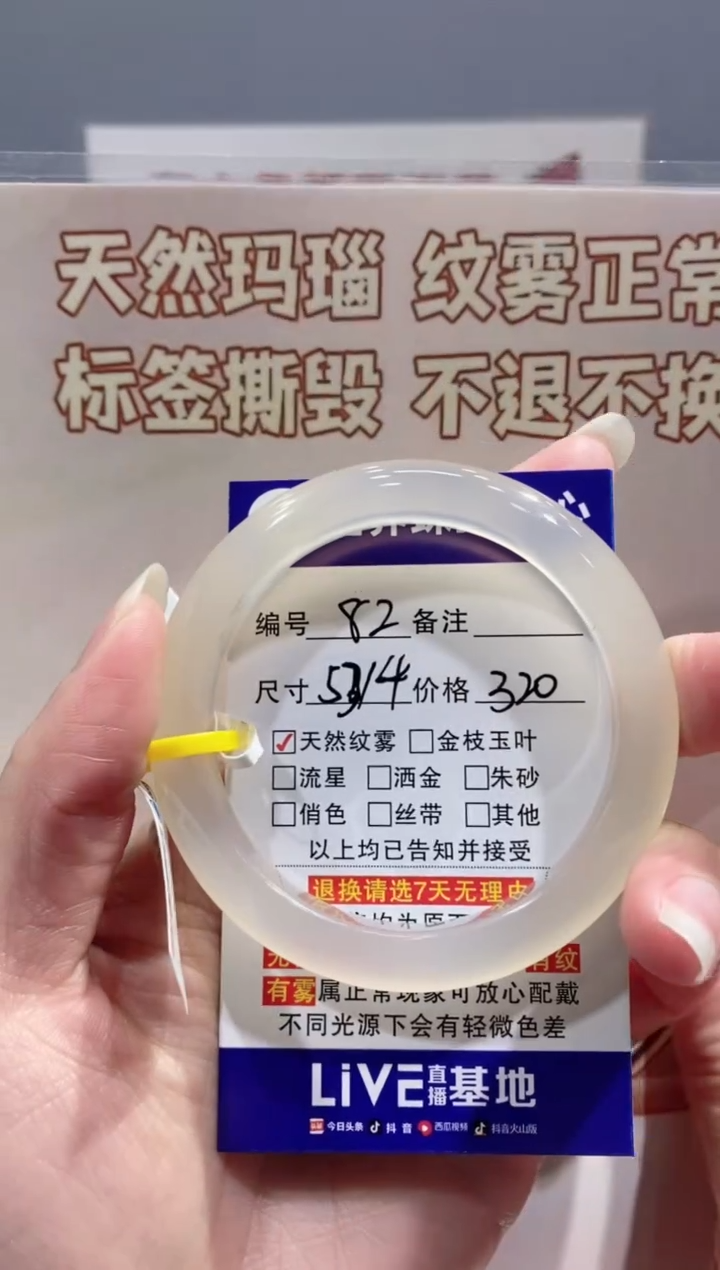 天然玛瑙 纹雾正常
标签撕毁 不退不换
心
编号 82 备注
尺寸 价格 320
☑天然纹雾 □金枝玉叶
□流星 □洒金 □朱砂
□俏色 □丝带 □其他
以上均已告知并接受
退换请选7天无理由
有纹
有雾属正常现象可放心配戴
不同光源下会有轻微色差
LiVE直播基地
今日头条 抖音 西瓜视频 抖音火山版